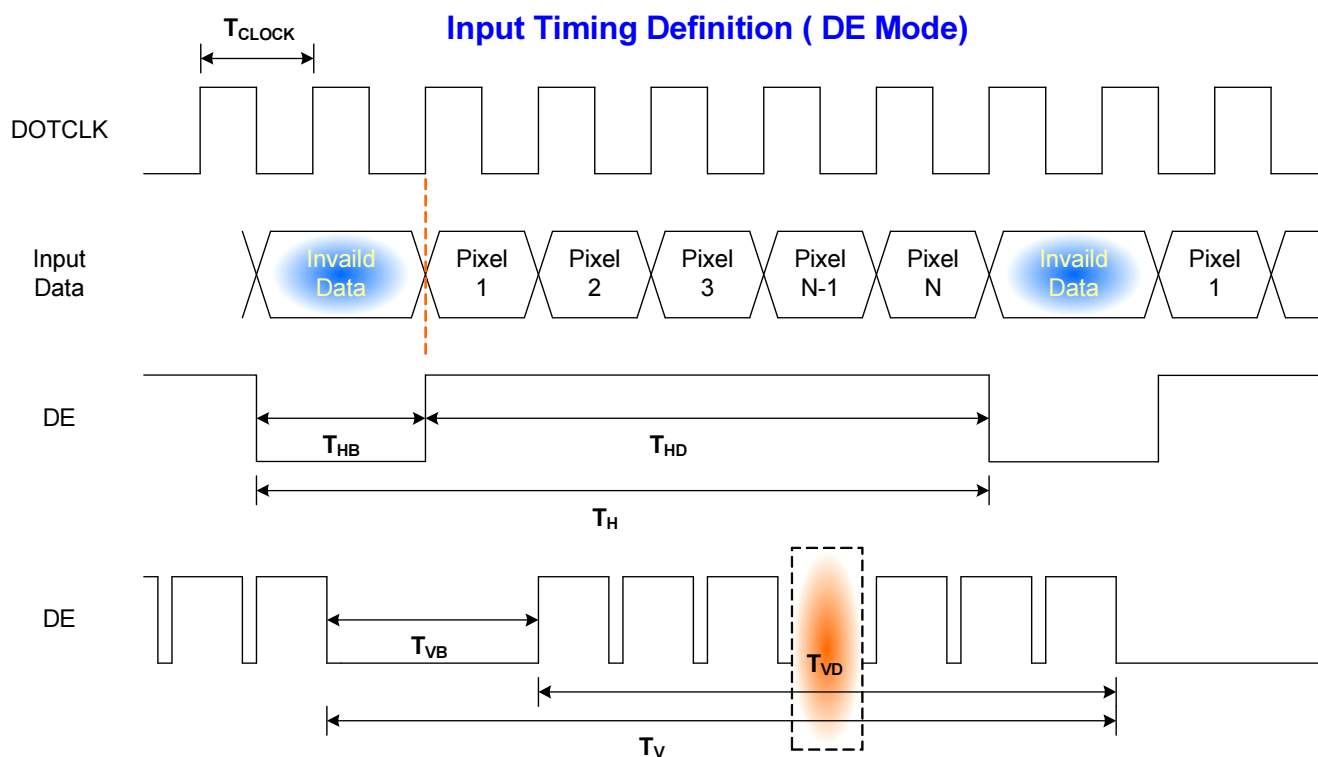 Input Timing Definition ( DE Mode)
TCLOCK
DOTCLK
Input
Data
Invaild
Data
Pixel
1
Pixel
2
Pixel
3
Pixel
N-1
Pixel
N
Invaild
Data
Pixel
1
DE
THB
THD
TH
DE
TVB
TVD
TV